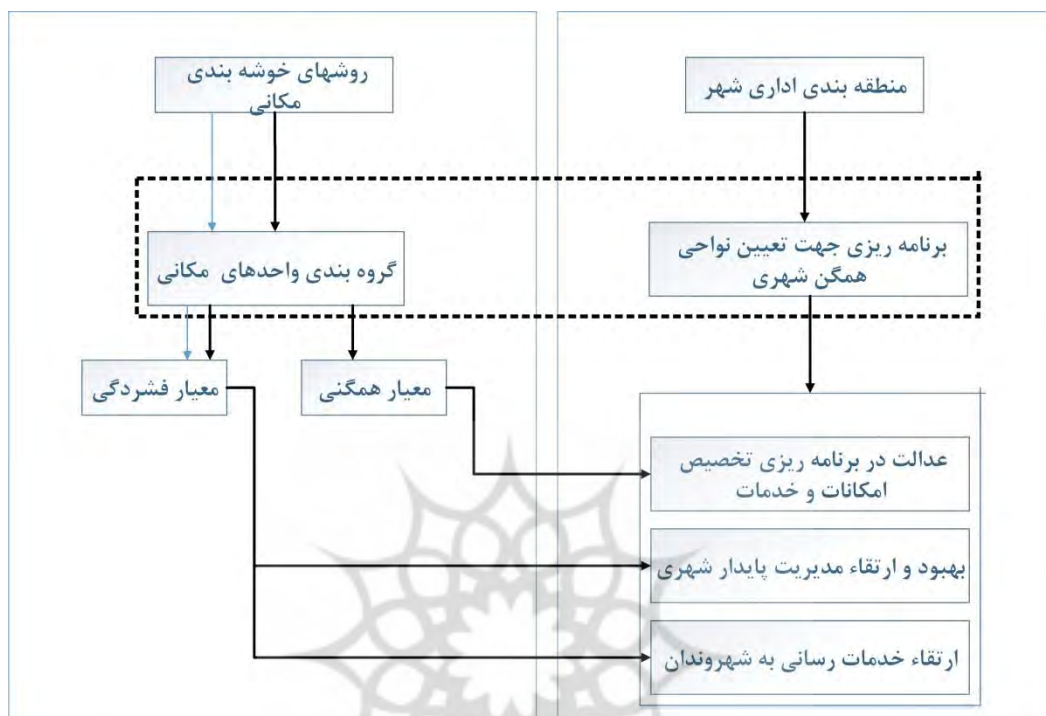 منطقه بندی اداری شهر
برنامه ریزی جهت تعیین نواحی
همگن شهری
عدالت در برنامه ریزی تخصیص
امکانات و خدمات
بهبود و ارتقاء مدیریت پایدار شهری
ارتقاء خدمات رسانی به شهروندان
روشهای خوشه بندی
مکانی
گروه بندی واحدهای مکانی
معیار همگنی
معیار فشردگی